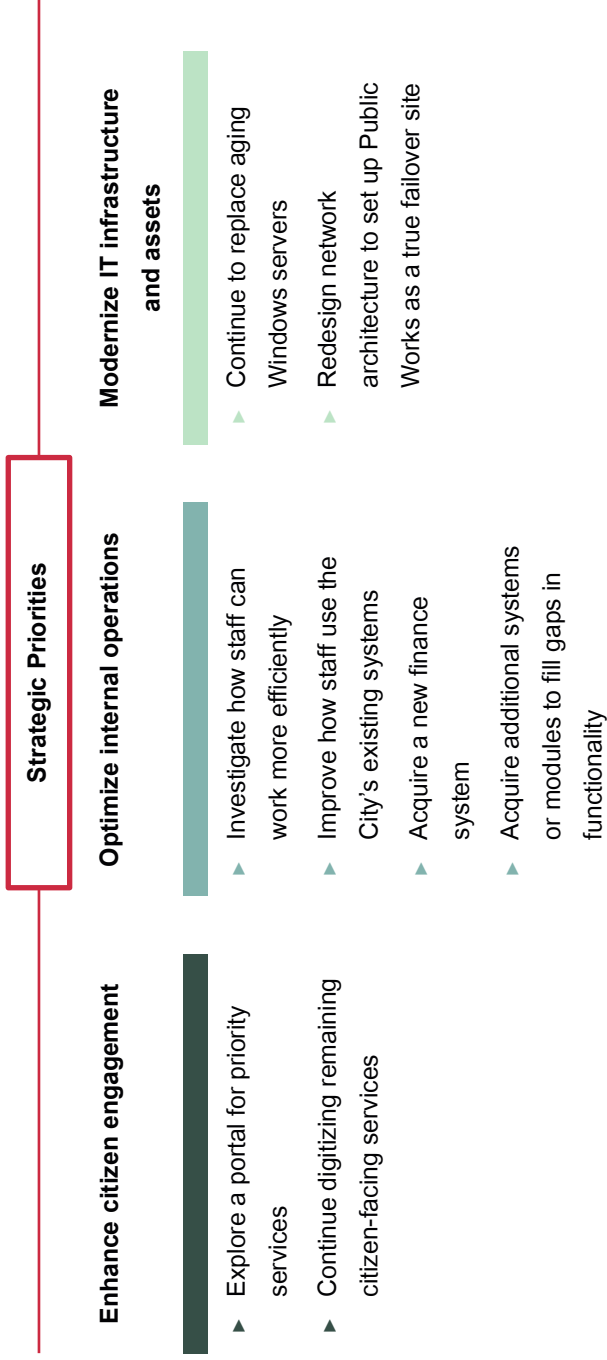 Strategic Priorities
Enhance citizen engagement
▶ Explore a portal for priority
services
▶ Continue digitizing remaining
citizen-facing services
Optimize internal operations
▶ Investigate how staff can
work more efficiently
▶ Improve how staff use the
City’s existing systems
▶ Acquire a new finance
system
▶ Acquire additional systems
or modules to fill gaps in
functionality
Modernize IT infrastructure
and assets
▶ Continue to replace aging
Windows servers
▶ Redesign network
architecture to set up Public
Works as a true failover site